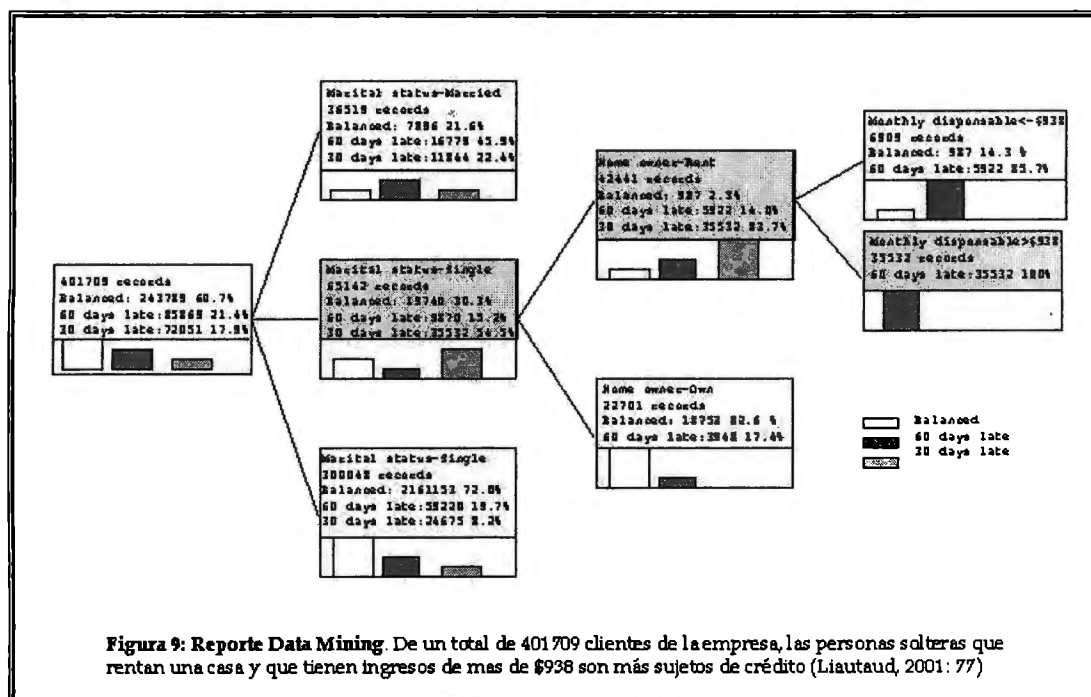 Marital status-Married
36519 records
Balanced: 7896 21.6%
60 days late:16779 45.9%
30 days late:11844 22.4%
Monthly disposable<-$938
6909 records
Balanced: 987 14.3 %
60 days late:5922 85.7%
Home owner-Rent
42441 records
Balanced: 987 2.3%
60 days late:5922 14.0%
30 days late:35532 83.7%
Monthly disposable>$938
35532 records
60 days late:35532 100%
401709 records
Balanced: 243789 60.7%
60 days late:85869 21.4%
30 days late:72051 17.9%
Marital status-Single
65142 records
Balanced: 19740 30.3%
60 days late:9870 15.2%
30 days late:35532 54.5%
Home owner-Own
22701 records
Balanced: 18753 82.6 %
60 days late:3948 17.4%
Balanced
60 days late
30 days late
Marital status-Single
300048 records
Balanced: 2161153 72.0%
60 days late:59220 19.7%
30 days late:24675 8.2%
Figura 9: Reporte Data Mining. De un total de 401709 clientes de la empresa, las personas solteras que
rentan una casa y que tienen ingresos de mas de $938 son más sujetos de crédito (Liautaud, 2001: 77)